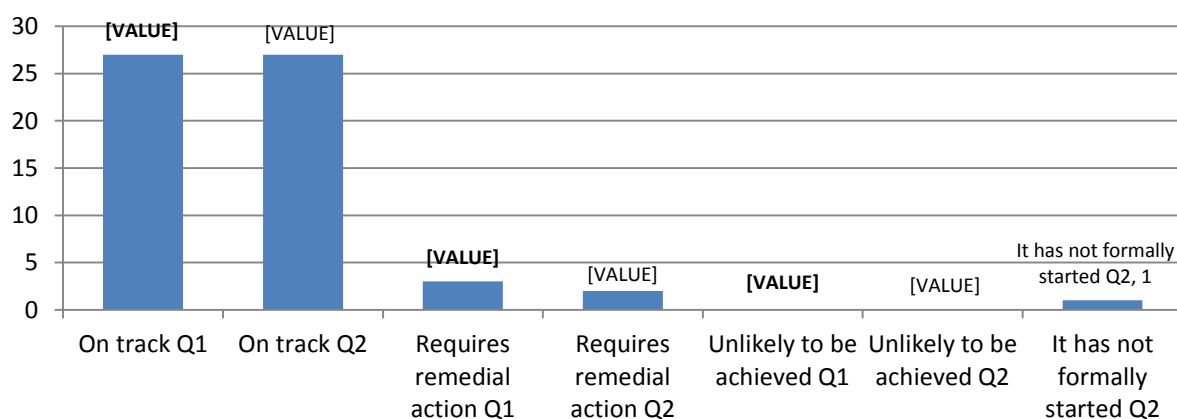 30
25
20
15
10
5
0
[VALUE]
[VALUE]
[VALUE]
[VALUE]
[VALUE]
[VALUE]
It has not formally
started Q2, 1
On track Q1
On track Q2
Requires
remedial
action Q1
Requires
remedial
action Q2
Unlikely to be
achieved Q1
Unlikely to be
achieved Q2
It has not
formally
started Q2